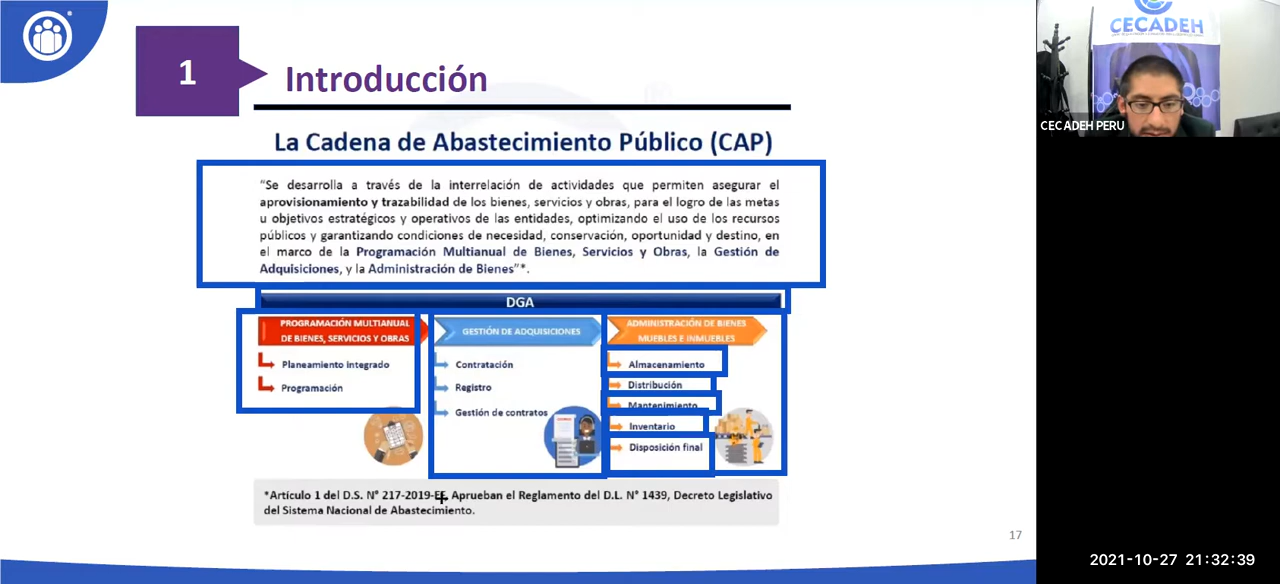 1
Introducción
La Cadena de Abastecimiento Público (CAP)
"Se desarrolla a través de la interrelación de actividades que permiten asegurar el
aprovisionamiento y trazabilidad de los bienes, servicios y obras, para el logro de las metas
u objetivos estratégicos y operativos de las entidades, optimizando el uso de los recursos
públicos y garantizando condiciones de necesidad, conservación, oportunidad y destino, en
el marco de la Programación Multianual de Bienes, Servicios y Obras, la Gestión de
Adquisiciones, y la Administración de Bienes"*.
DGA
PROGRAMACIÓN MULTIANUAL
DE BIENES, SERVICIOS Y OBRAS
Planeamiento integrado
Programación
GESTIÓN DE ADQUISICIONES
Contratación
Registro
Gestión de contratos
ADMINISTRACIÓN DE BIENES
MUEBLES E INMUEBLES
Almacenamiento
Distribución
Mantenimiento
Inventario
Disposición final
*Artículo 1 del D.S. N° 217-2019-EF, Aprueban el Reglamento del D.L. N° 1439, Decreto Legislativo
del Sistema Nacional de Abastecimiento.
17
CECADEH
CECADEH PERU
2021-10-27 21:32:39